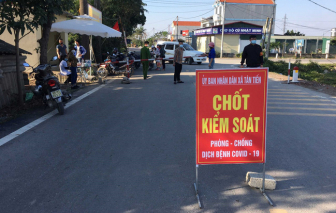 ỦY BAN NHÂN DÂN XÃ TÂN TIẾN
CHỐT
KIỂM SOÁT
PHÒNG - CHỐNG
DỊCH BỆNH COVID - 19